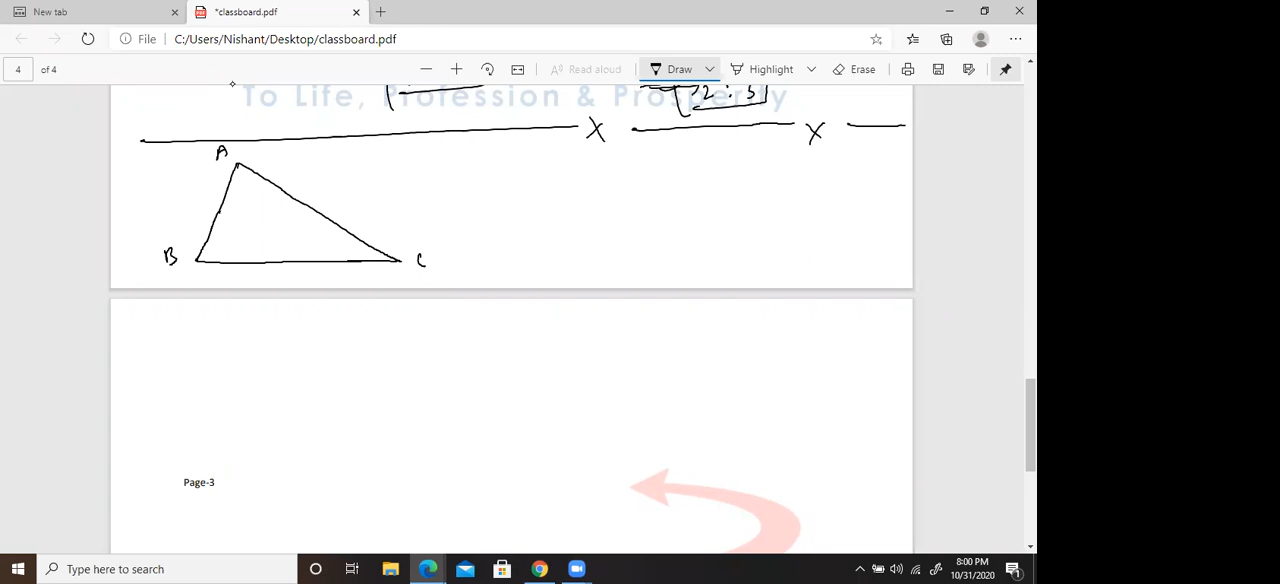 New tab
*classboard.pdf
File
C:/Users/Nishant/Desktop/classboard.pdf
4 of 4
Read aloud
Draw
Highlight
Erase
To Life, Profession & Prosperity
2 : 3
X X
A
B C
Page-3
Type here to search
8:00 PM
10/31/2020
1